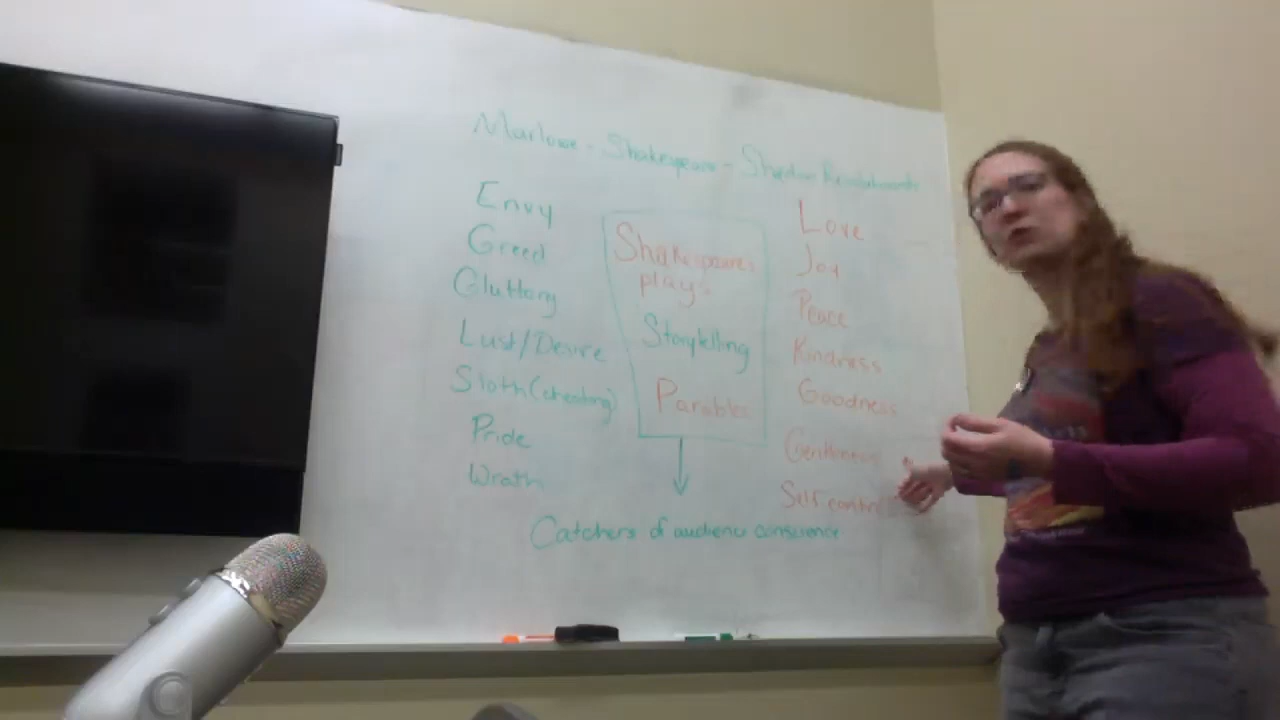 Marlowe - Shakespeare - Shadow
Envy
Greed
Gluttony
Lust/Desire
Sloth (cheating)
Pride
Wrath
Shakespeare's
plays
Storytelling
Parables
Love
Joy
Peace
Kindness
Goodness
Gentleness
Self control
Catchers of audience conscience